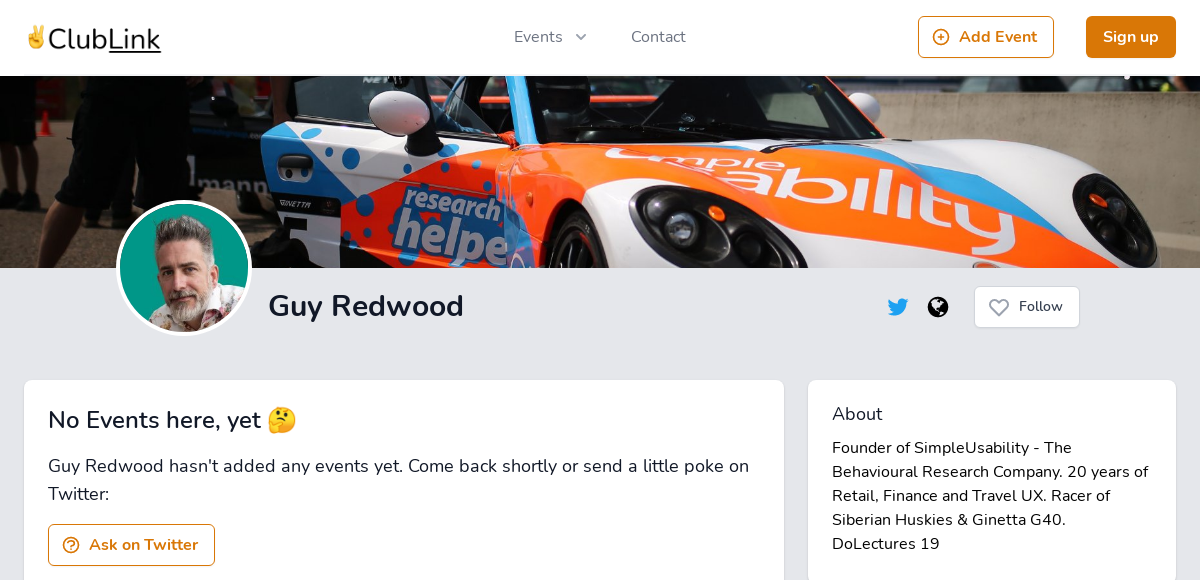 ClubLink
Events
Contact
Add Event
Sign up
simple
ability
research
helpe
GINETTA
5
Guy Redwood
Follow
No Events here, yet 🤔
Guy Redwood hasn't added any events yet. Come back shortly or send a little poke on
Twitter:
Ask on Twitter
About
Founder of SimpleUsability - The
Behavioural Research Company. 20 years of
Retail, Finance and Travel UX. Racer of
Siberian Huskies & Ginetta G40.
DoLectures 19